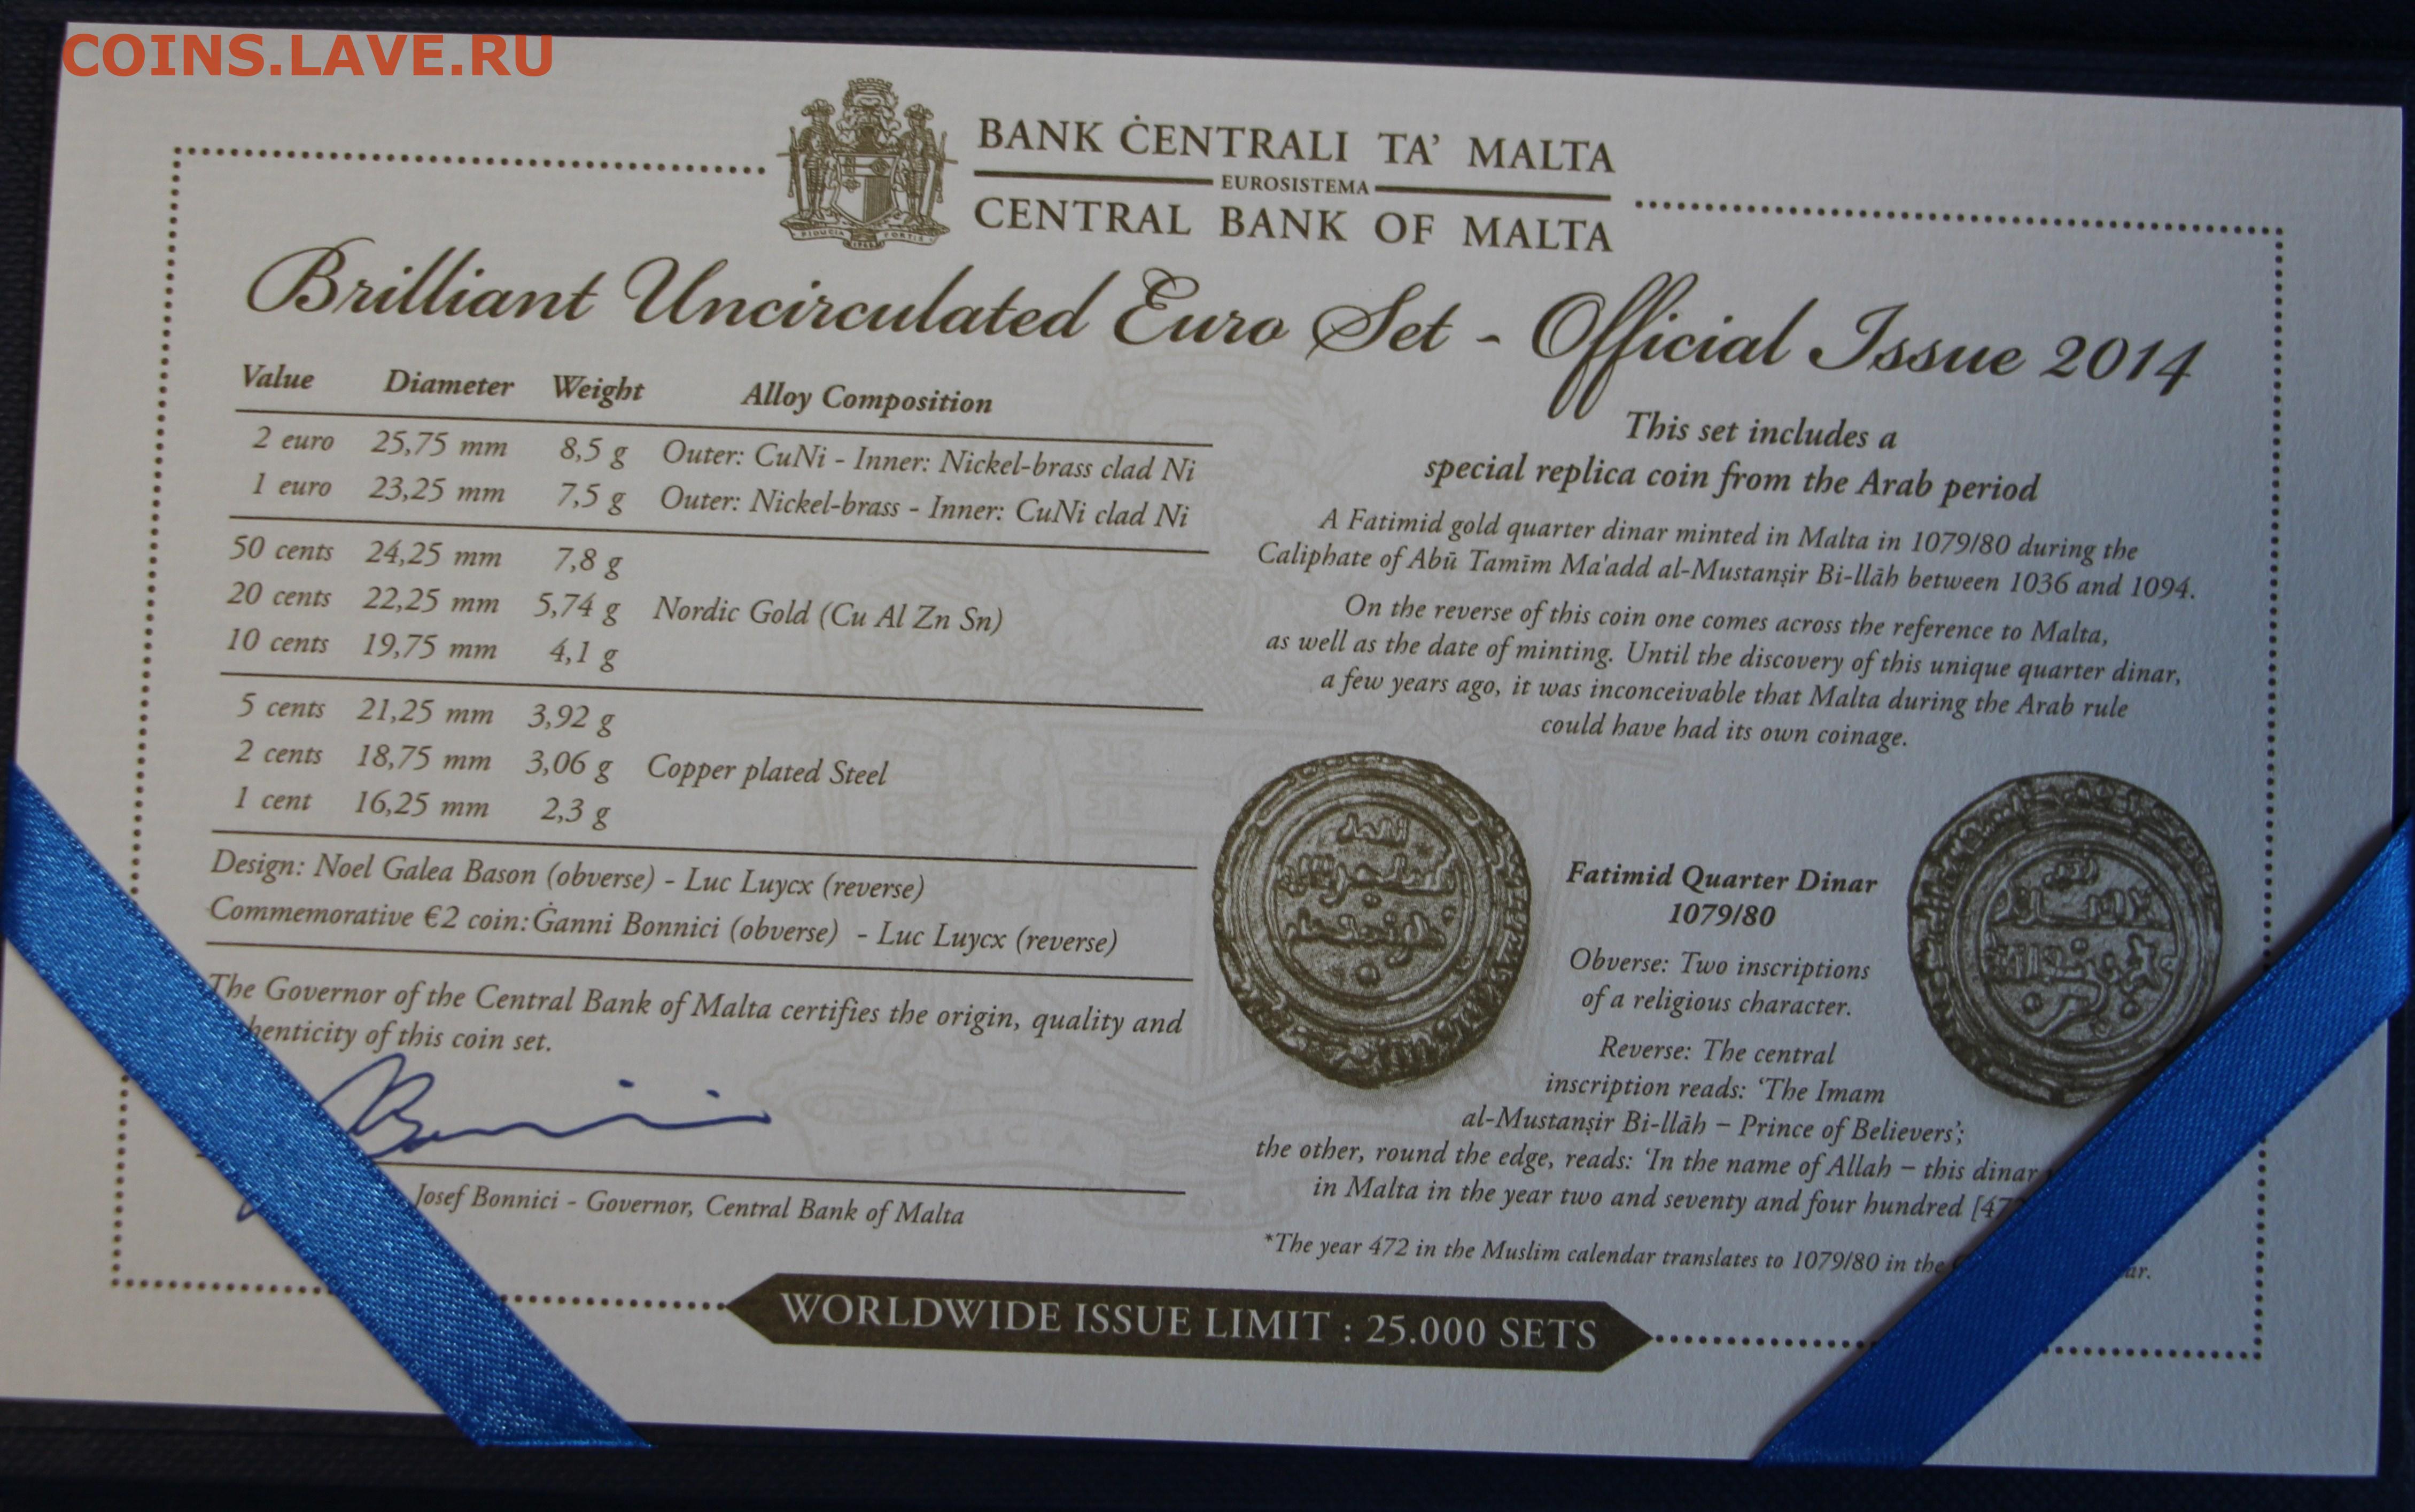 COINS.LAVE.RU
BANK ĊENTRALI TA' MALTA
EUROSISTEMA
CENTRAL BANK OF MALTA
Brilliant Uncirculated Euro Set - Official Issue 2014
Value Diameter Weight Alloy Composition
2 euro 25,75 mm 8,5 g Outer: CuNi - Inner: Nickel-brass clad Ni
1 euro 23,25 mm 7,5 g Outer: Nickel-brass - Inner: CuNi clad Ni
50 cents 24,25 mm 7,8 g
20 cents 22,25 mm 5,74 g Nordic Gold (Cu Al Zn Sn)
10 cents 19,75 mm 4,1 g
5 cents 21,25 mm 3,92 g
2 cents 18,75 mm 3,06 g Copper plated Steel
1 cent 16,25 mm 2,3 g
Design: Noel Galea Bason (obverse) - Luc Luycx (reverse)
Commemorative €2 coin: Ġanni Bonnici (obverse) - Luc Luycx (reverse)
The Governor of the Central Bank of Malta certifies the origin, quality and
henticity of this coin set.
Josef Bonnici - Governor, Central Bank of Malta
This set includes a
special replica coin from the Arab period
A Fatimid gold quarter dinar minted in Malta in 1079/80 during the
Caliphate of Abū Tamīm Ma'add al-Mustanṣir Bi-llāh between 1036 and 1094.
On the reverse of this coin one comes across the reference to Malta,
as well as the date of minting. Until the discovery of this unique quarter dinar,
a few years ago, it was inconceivable that Malta during the Arab rule
could have had its own coinage.
Fatimid Quarter Dinar
1079/80
Obverse: Two inscriptions
of a religious character.
Reverse: The central
inscription reads: 'The Imam
al-Mustanṣir Bi-llāh – Prince of Believers';
the other, round the edge, reads: 'In the name of Allah – this dinar
in Malta in the year two and seventy and four hundred [47
*The year 472 in the Muslim calendar translates to 1079/80 in the
ar.
WORLDWIDE ISSUE LIMIT : 25.000 SETS
FIDUCIA FORTIS